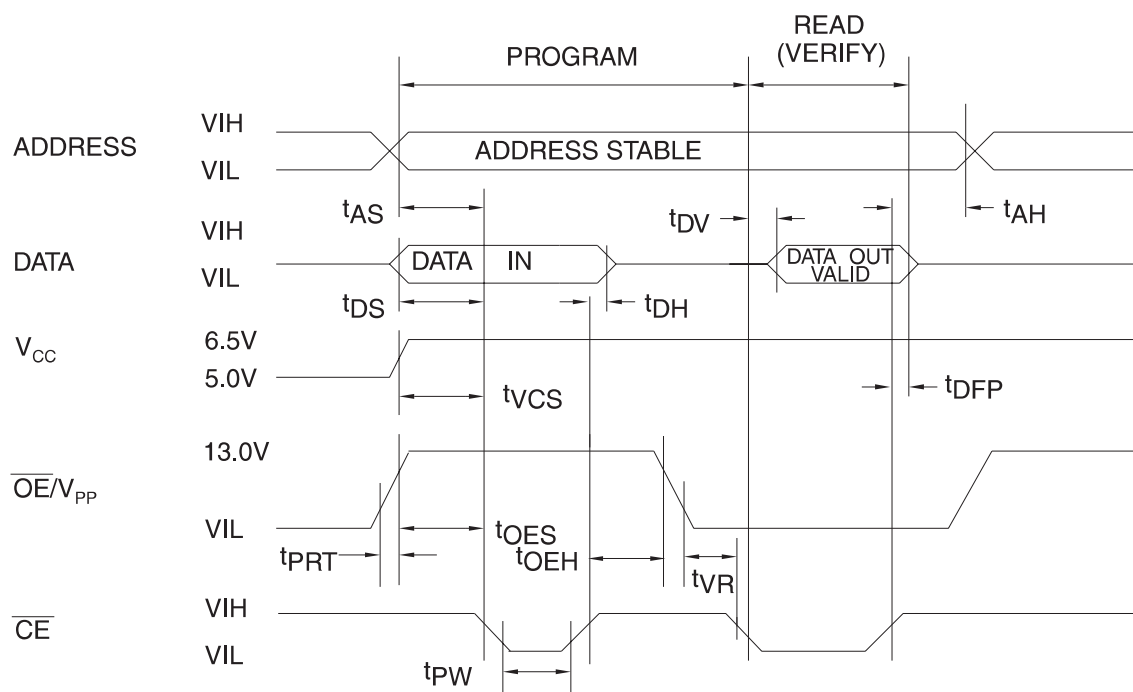 READ
(VERIFY)
PROGRAM
ADDRESS
VIH
VIL
ADDRESS STABLE
tAS
tDV
tAH
DATA
VIH
VIL
DATA IN
DATA OUT
VALID
tDS
tDH
VCC
6.5V
5.0V
tVCS
tDFP
OE/VPP
13.0V
VIL
tPRT
tOES
tOEH
tVR
CE
VIH
VIL
tPW